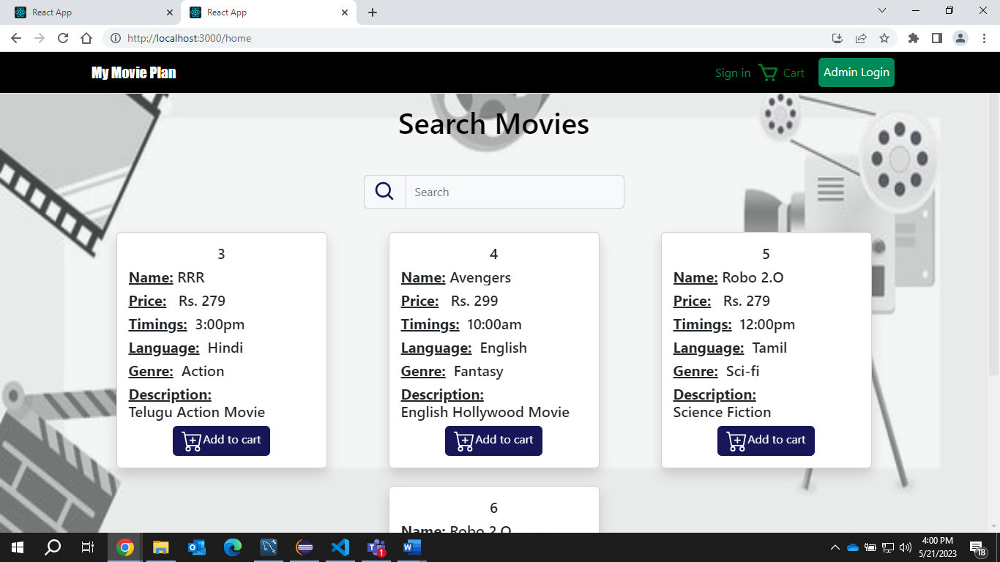 React App
React App
http://localhost:3000/home
My Movie Plan
Sign in
Cart
Admin Login
Search Movies
Search
3
Name: RRR
Price: Rs. 279
Timings: 3:00pm
Language: Hindi
Genre: Action
Description:
Telugu Action Movie
Add to cart
4
Name: Avengers
Price: Rs. 299
Timings: 10:00am
Language: English
Genre: Fantasy
Description:
English Hollywood Movie
Add to cart
5
Name: Robo 2.O
Price: Rs. 279
Timings: 12:00pm
Language: Tamil
Genre: Sci-fi
Description:
Science Fiction
Add to cart
6
Name: Robo 2.O
1
4:00 PM
5/21/2023
18